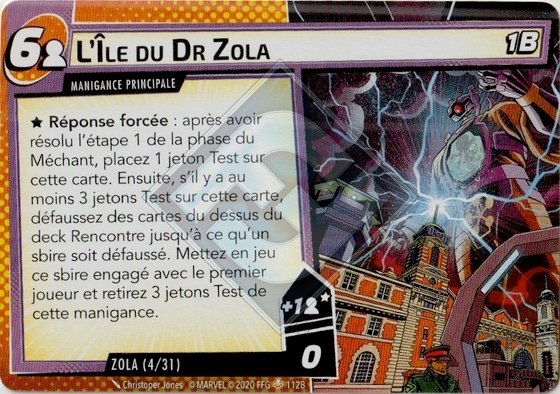 6
L'ÎLE DU DR ZOLA
1B
MANIGANCE PRINCIPALE
★ Réponse forcée : après avoir
résolu l'étape 1 de la phase du
Méchant, placez 1 jeton Test sur
cette carte. Ensuite, s'il y a au
moins 3 jetons Test sur cette carte,
défaussez des cartes du dessus du
deck Rencontre jusqu'à ce qu'un
sbire soit défaussé. Mettez en jeu
ce sbire engagé avec le premier
joueur et retirez 3 jetons Test de
cette manigance.
+1
0
ZOLA (4/31)
Christoper Jones © MARVEL © 2020 FFG 112B